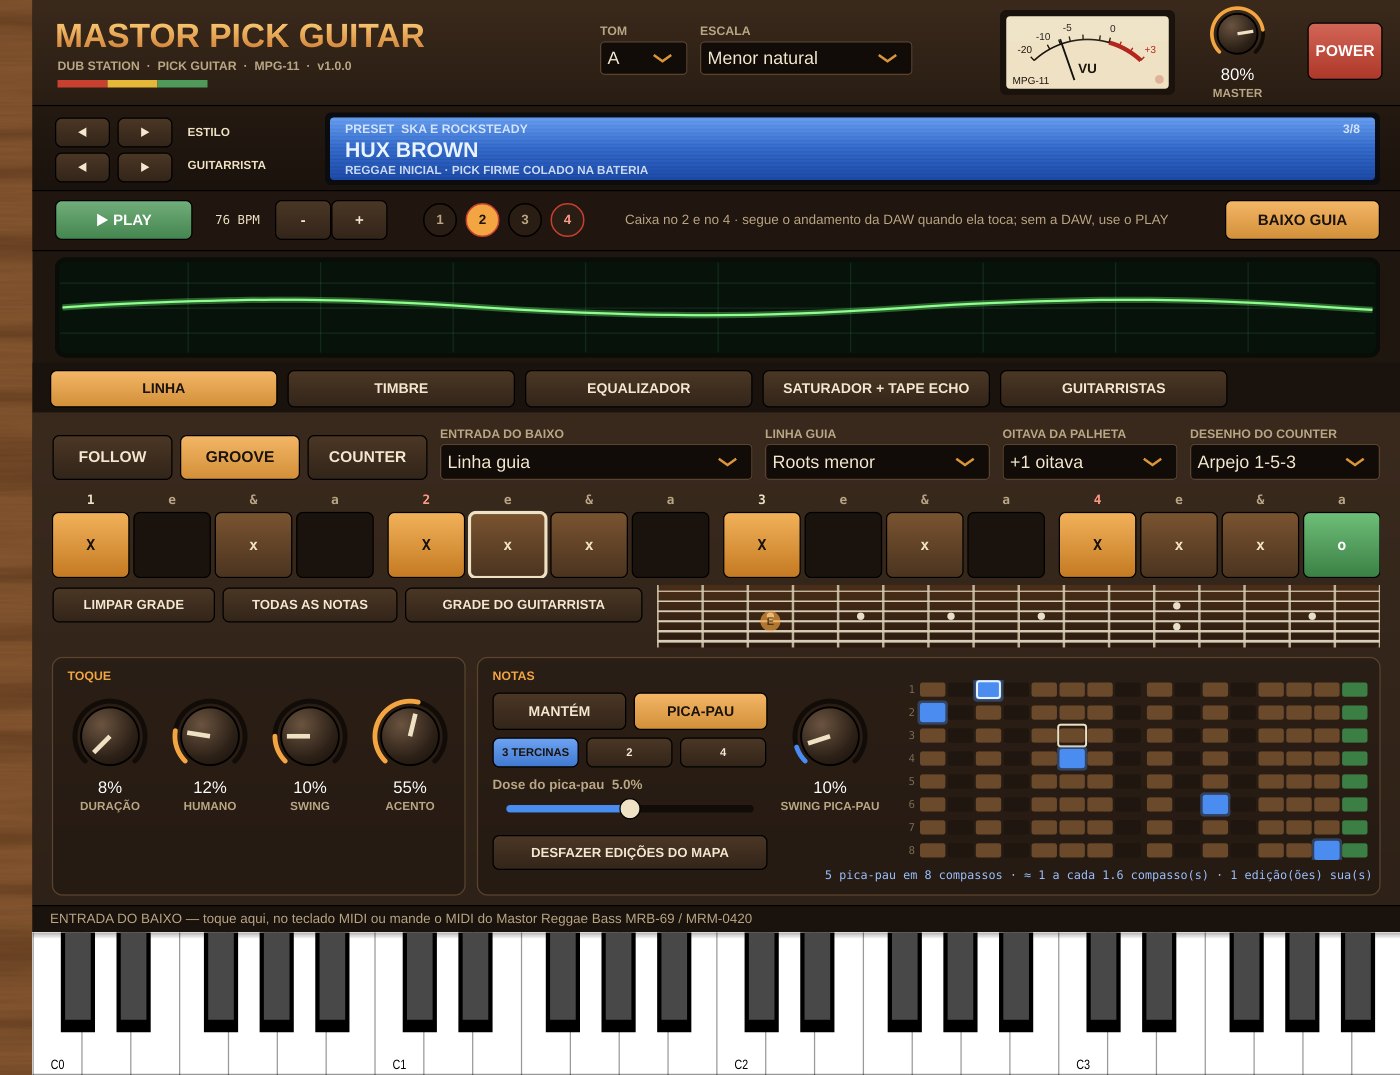 MASTOR PICK GUITAR
DUB STATION · PICK GUITAR · MPG-11 · v1.0.0
TOM
ESCALA
A
Menor natural
-20 -10 -5 0 +3
VU
MPG-11
80%
MASTER
POWER
ESTILO
GUITARRISTA
PRESET SKA E ROCKSTEADY
3/8
HUX BROWN
REGGAE INICIAL · PICK FIRME COLADO NA BATERIA
PLAY
76 BPM
- +
1 2 3 4
Caixa no 2 e no 4 · segue o andamento da DAW quando ela toca; sem a DAW, use o PLAY
BAIXO GUIA
LINHA
TIMBRE
EQUALIZADOR
SATURADOR + TAPE ECHO
GUITARRISTAS
FOLLOW
GROOVE
COUNTER
ENTRADA DO BAIXO
Linha guia
LINHA GUIA
Roots menor
OITAVA DA PALHETA
+1 oitava
DESENHO DO COUNTER
Arpejo 1-5-3
1 e & a 2 e & a 3 e & a 4 e & a
X x X x x X x X x x o
LIMPAR GRADE
TODAS AS NOTAS
GRADE DO GUITARRISTA
E
TOQUE
8%
DURAÇÃO
12%
HUMANO
10%
SWING
55%
ACENTO
NOTAS
MANTÉM
PICA-PAU
3 TERCINAS
2
4
Dose do pica-pau 5.0%
DESFAZER EDIÇÕES DO MAPA
10%
SWING PICA-PAU
1
2
3
4
5
6
7
8
5 pica-pau em 8 compassos · ≈ 1 a cada 1.6 compasso(s) · 1 edição(ões) sua(s)
ENTRADA DO BAIXO — toque aqui, no teclado MIDI ou mande o MIDI do Mastor Reggae Bass MRB-69 / MRM-0420
C0 C1 C2 C3